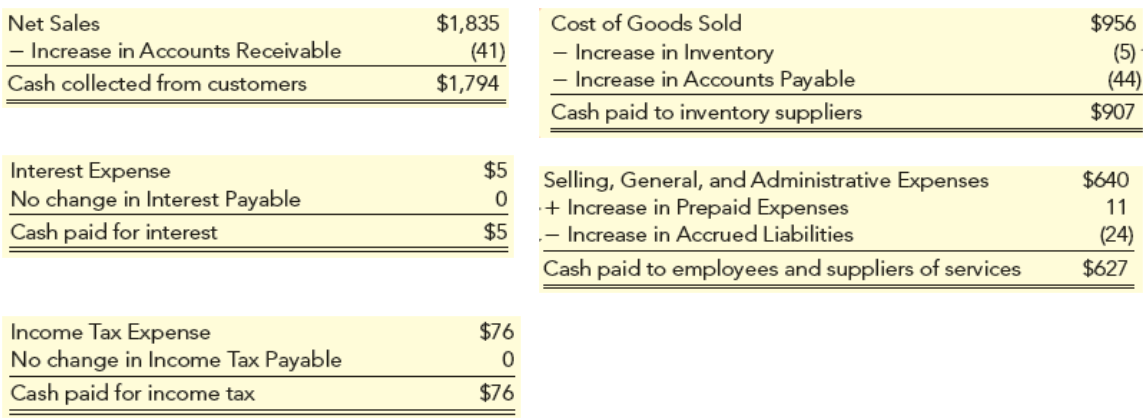 Net Sales $1,835
− Increase in Accounts Receivable (41)
Cash collected from customers $1,794
Cost of Goods Sold $956
− Increase in Inventory (5)
− Increase in Accounts Payable (44)
Cash paid to inventory suppliers $907
Interest Expense $5
No change in Interest Payable 0
Cash paid for interest $5
Selling, General, and Administrative Expenses $640
+ Increase in Prepaid Expenses 11
− Increase in Accrued Liabilities (24)
Cash paid to employees and suppliers of services $627
Income Tax Expense $76
No change in Income Tax Payable 0
Cash paid for income tax $76